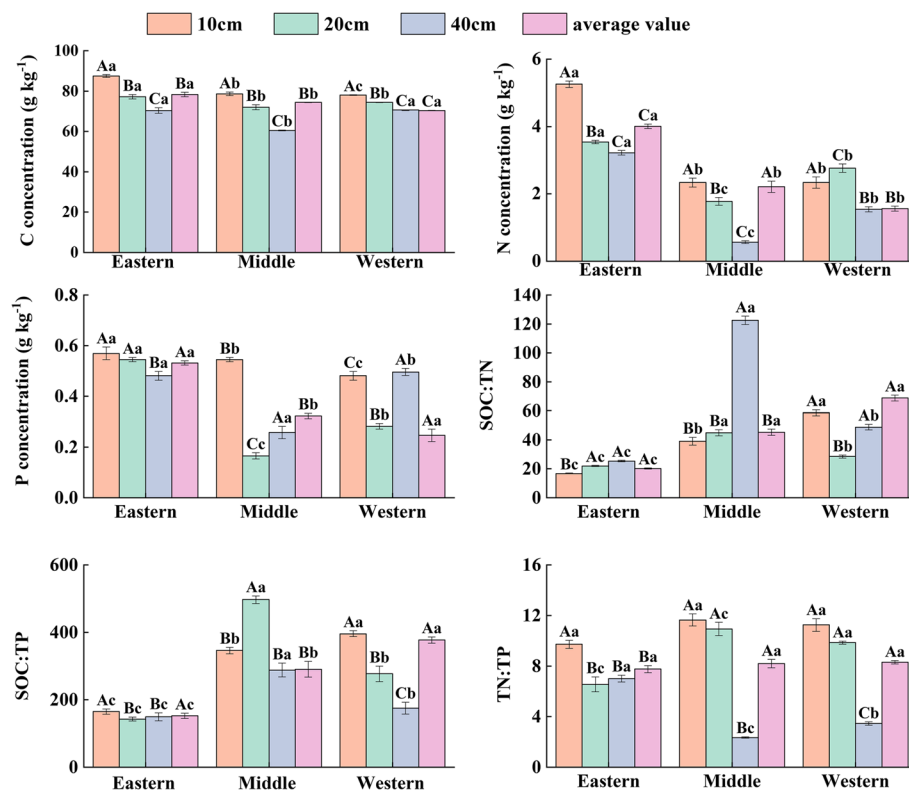 10cm 20cm 40cm average value
C concentration (g kg⁻¹)
100
80
60
40
20
0
Aa Ba Ca Ba Ab Bb Cb Bb Ac Bb Ca Ca
Eastern Middle Western
N concentration (g kg⁻¹)
6
4
2
0
Aa Ba Ca Ca Ab Bc Cc Ab Ab Cb Bb Bb
Eastern Middle Western
P concentration (g kg⁻¹)
0.8
0.6
0.4
0.2
0.0
Aa Aa Ba Aa Bb Cc Aa Bb Cc Bb Ab Aa
Eastern Middle Western
SOC:TN
140
120
100
80
60
40
20
0
Bc Ac Ac Ac Bb Ba Aa Ba Aa Bb Ab Aa
Eastern Middle Western
SOC:TP
600
400
200
0
Ac Bc Bc Ac Bb Aa Ba Bb Aa Bb Cb Aa
Eastern Middle Western
TN:TP
16
12
8
4
0
Aa Bc Ba Ba Aa Ac Bb Aa Aa Aa Cb Aa
Eastern Middle Western